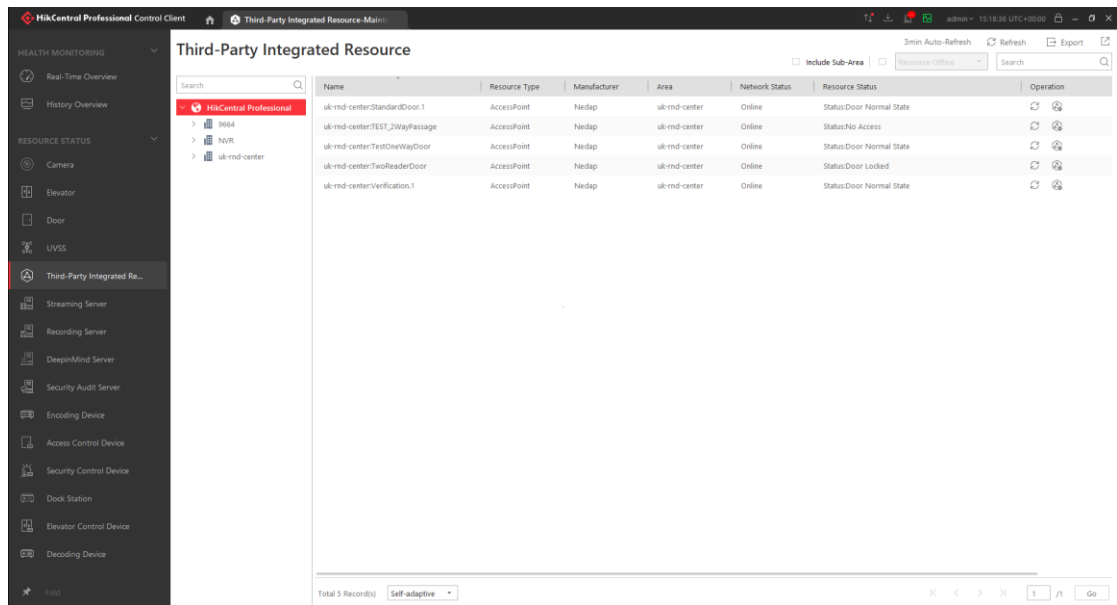 HikCentral Professional Control Client
Third-Party Integrated Resource-Maint
admin
15:18:36 UTC+00:00
HEALTH MONITORING
Real-Time Overview
History Overview
RESOURCE STATUS
Camera
Elevator
Door
UVSS
Third-Party Integrated Re...
Streaming Server
Recording Server
DeepinMind Server
Security Audit Server
Encoding Device
Access Control Device
Security Control Device
Dock Station
Elevator Control Device
Decoding Device
Fold
Third-Party Integrated Resource
3min Auto-Refresh Refresh Export
Include Sub-Area Resource Offline Search
Search
HikCentral Professional
9664
NVR
uk-rnd-center
Name Resource Type Manufacturer Area Network Status Resource Status Operation
uk-rnd-center:StandardDoor.1 AccessPoint Nedap uk-rnd-center Online Status:Door Normal State
uk-rnd-center:TEST_2WayPassage AccessPoint Nedap uk-rnd-center Online Status:No Access
uk-rnd-center:TestOneWayDoor AccessPoint Nedap uk-rnd-center Online Status:Door Normal State
uk-rnd-center:TwoReaderDoor AccessPoint Nedap uk-rnd-center Online Status:Door Locked
uk-rnd-center:Verification.1 AccessPoint Nedap uk-rnd-center Online Status:Door Normal State
Total 5 Record(s) Self-adaptive 1 /1 Go